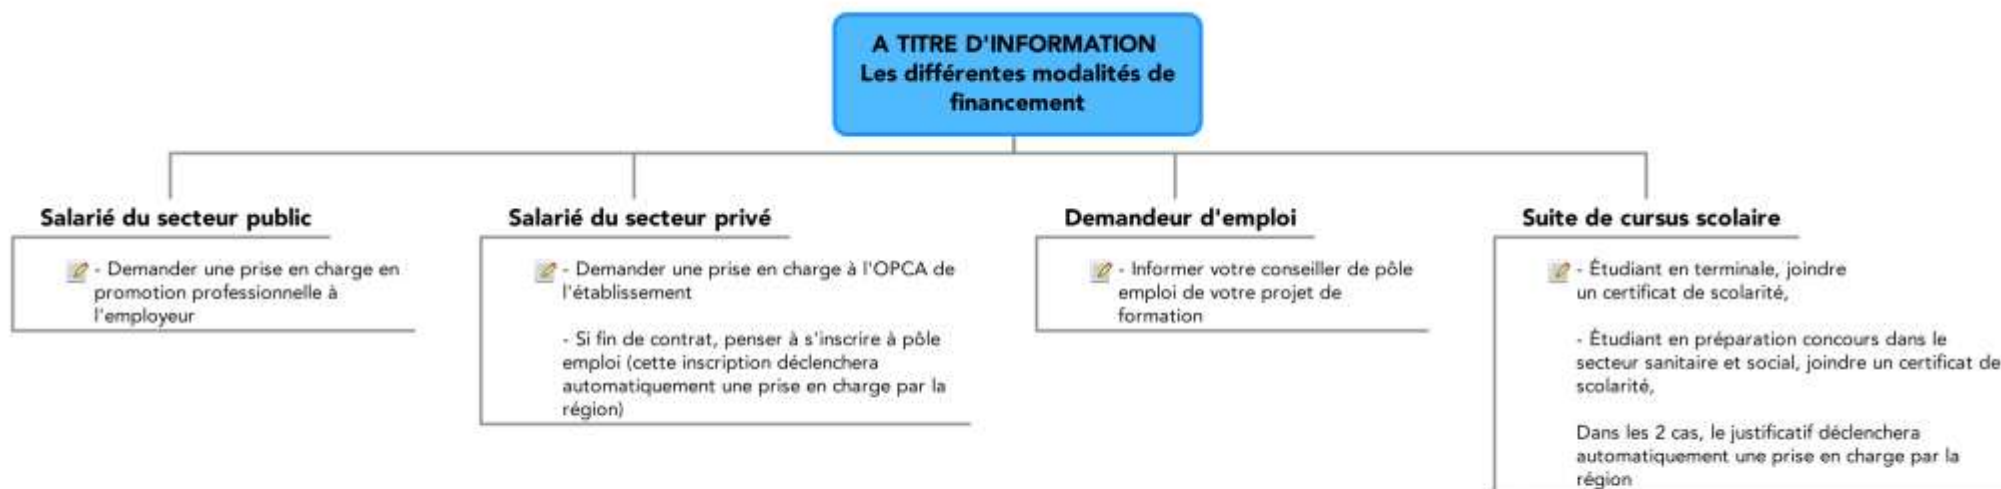 A TITRE D'INFORMATION
Les différentes modalités de
financement
Salarié du secteur public
- Demander une prise en charge en
promotion professionnelle à
l'employeur
Salarié du secteur privé
- Demander une prise en charge à l'OPCA de
l'établissement
- Si fin de contrat, penser à s'inscrire à pôle
emploi (cette inscription déclenchera
automatiquement une prise en charge par la
région)
Demandeur d'emploi
- Informer votre conseiller de pôle
emploi de votre projet de
formation
Suite de cursus scolaire
- Étudiant en terminale, joindre
un certificat de scolarité,
- Étudiant en préparation concours dans le
secteur sanitaire et social, joindre un certificat de
scolarité,
Dans les 2 cas, le justificatif déclenchera
automatiquement une prise en charge par la
région